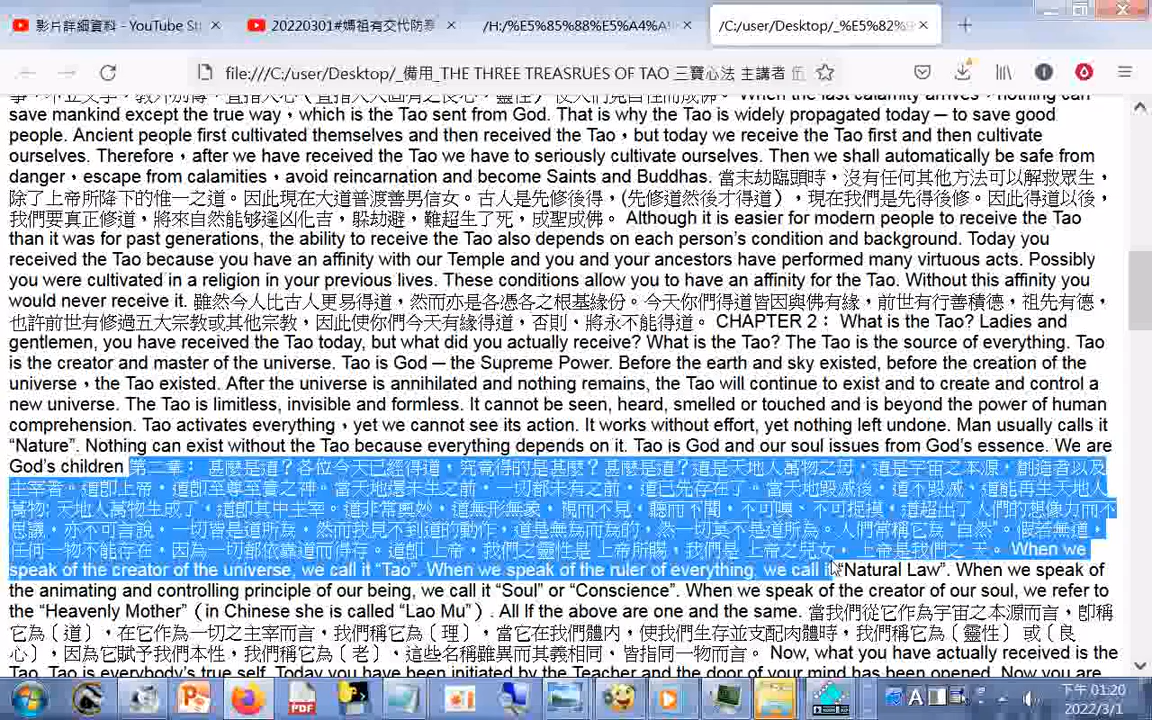 影片詳細資料 - YouTube St
20220301#媽祖有交代防寒
/H:/%E5%85%88%E5%A4%A
/C:/user/Desktop/_%E5%82%
file:///C:/user/Desktop/_備用_THE THREE TREASRUES OF TAO 三寶心法 主講者 伍
save mankind except the true way，which is the Tao sent from God. That is why the Tao is widely propagated today — to save good
people. Ancient people first cultivated themselves and then received the Tao，but today we receive the Tao first and then cultivate
ourselves. Therefore，after we have received the Tao we have to seriously cultivate ourselves. Then we shall automatically be safe from
danger，escape from calamities，avoid reincarnation and become Saints and Buddhas. 當末劫臨頭時，沒有任何其他方法可以解救眾生，
除了上帝所降下的惟一之道。因此現在大道普渡善男信女。古人是先修後得，(先修道然後才得道），現在我們是先得後修。因此得道以後，
我們要真正修道，將來自然能够逢凶化吉，躲劫避，難超生了死，成聖成佛。 Although it is easier for modern people to receive the Tao
than it was for past generations, the ability to receive the Tao also depends on each person’s condition and background. Today you
received the Tao because you have an affinity with our Temple and you and your ancestors have performed many virtuous acts. Possibly
you were cultivated in a religion in your previous lives. These conditions allow you to have an affinity for the Tao. Without this affinity you
would never receive it. 雖然今人比古人更易得道，然而亦是各憑各之根基緣份。今天你們得道皆因與佛有緣，前世有行善積德，祖先有德，
也許前世有修過五大宗教或其他宗教，因此使你們今天有緣得道，否則，將永不能得道。 CHAPTER 2： What is the Tao? Ladies and
gentlemen, you have received the Tao today, but what did you actually receive? What is the Tao? The Tao is the source of everything. Tao
is the creator and master of the universe. Tao is God — the Supreme Power. Before the earth and sky existed, before the creation of the
universe，the Tao existed. After the universe is annihilated and nothing remains, the Tao will continue to exist and to create and control a
new universe. The Tao is limitless, invisible and formless. It cannot be seen, heard, smelled or touched and is beyond the power of human
comprehension. Tao activates everything，yet we cannot see its action. It works without effort, yet nothing left undone. Man usually calls it
“Nature”. Nothing can exist without the Tao because everything depends on it. Tao is God and our soul issues from God’s essence. We are
God’s children 第二章： 甚麼是道？各位今天已經得道，究竟得的是甚麼？甚麼是道？道是天地人萬物之母，道是宇宙之本源，創造者以及
主宰者。道卽上帝，道卽至尊至貴之神。當天地還未生之前，一切都未有之前，道已先存在了。當天地毀滅後，道不毀滅，道能再生天地人
萬物; 天地人萬物生成了，道卽其中主宰。道非常奧妙，道無形無象，視而不見，聽而不聞，不可嗅、不可捉摸，道超出了人們的想像力而不
思議，亦不可言說，一切皆是道所為，然而我見不到道的動作，道是無為而為的，然一切莫不是道所為。人們常稱它為“自然”。假若無道，
任何一物不能存在，因為一切都依靠道而得存。道卽 上帝，我們之靈性是 上帝所賜，我們是 上帝之兒女， 上帝是我們之 天。 When we
speak of the creator of the universe, we call it “Tao”. When we speak of the ruler of everything, we call it “Natural Law”. When we speak of
the animating and controlling principle of our being, we call it “Soul” or “Conscience”. When we speak of the creator of our soul, we refer to
the “Heavenly Mother”（in Chinese she is called “Lao Mu”）. All If the above are one and the same. 當我們從它作為宇宙之本源而言，卽稱
它為〔道〕，在它作為一切之主宰而言，我們稱它為〔理〕，當它在我們體内，使我們生存並支配肉體時，我們稱它為〔靈性〕 或〔良
心〕，因為它賦予我們本性，我們稱它為〔老〕，這些名稱雖異而其義相同，皆指同一物而言。 Now, what you have actually received is the
Tao. Tao is everybody’s true self. Today you have been initiated by the Teacher and the door of your mind has been opened. Now you are
下午 01:20
2022/3/1